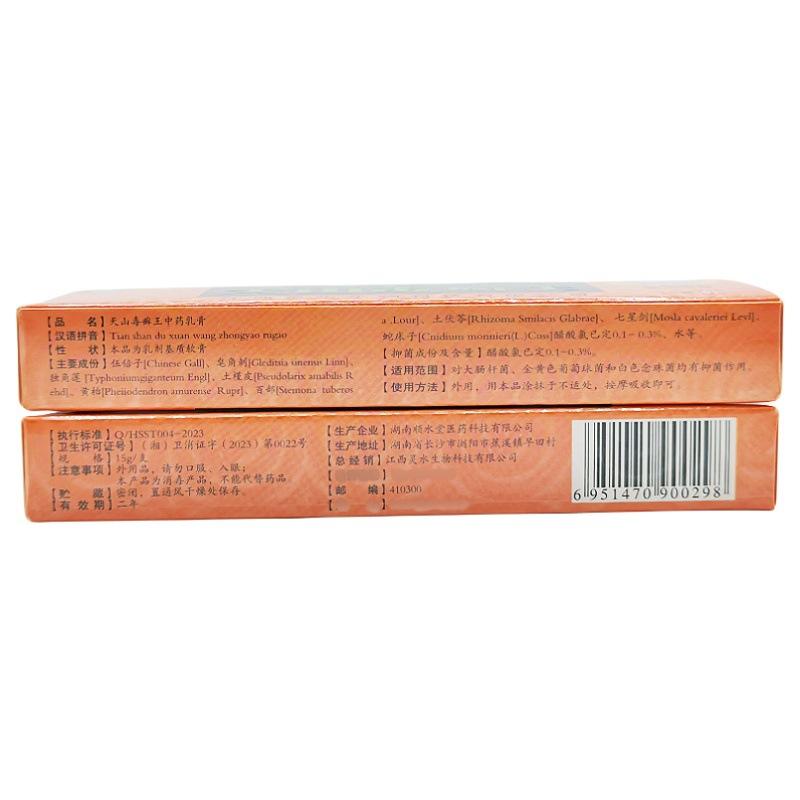 【品 名】天山毒癣王中药乳膏
【汉语拼音】Tian shan du xuan wang zhongyao rugao
【性 状】本品为乳剂基质软膏
【主要成份】伍倍子[Chinese Gall]、皂角刺[Gleditsia unensus Linn]、
独角莲[Typhoniumgiganteum Engl]、土槿皮[Pseudolarix amabilis R
ehd]、黄柏[Pheiiodendron amurense Rupr]、百部[Stemona tuberos
a .Lour]、土伏苓[Rhizoma Smilacis Glabrae]、七星剑[Mosla cavaleriei Levl]、
蛇床子[Cnidium monnieri(L.)Cuss]醋酸氯已定0.1-0.3%、水等。
【抑菌成份及含量】醋酸氯已定0.1-0.3%。
【适用范围】对大肠杆菌、金黄色葡萄球菌和白色念珠菌均有抑菌作用。
【使用方法】外用，用本品涂抹于不适处，按摩吸收即可。
【执行标准】Q/HSST004-2023
【卫生许可证号】（湘）卫消证字（2023）第0022号
【规 格】15g/支
【注意事项】外用品，请勿口服、入眼；
本产品为消毒产品，不能代替药品。
【贮 藏】密闭，置通风干燥处保存。
【有 效 期】二年
【生产企业】湖南顺水堂医药科技有限公司
【生产地址】湖南省长沙市浏阳市蕉溪镇早田村
【总 经 销】江西灵水生物科技有限公司
【邮 编】410300
6 951470 900298